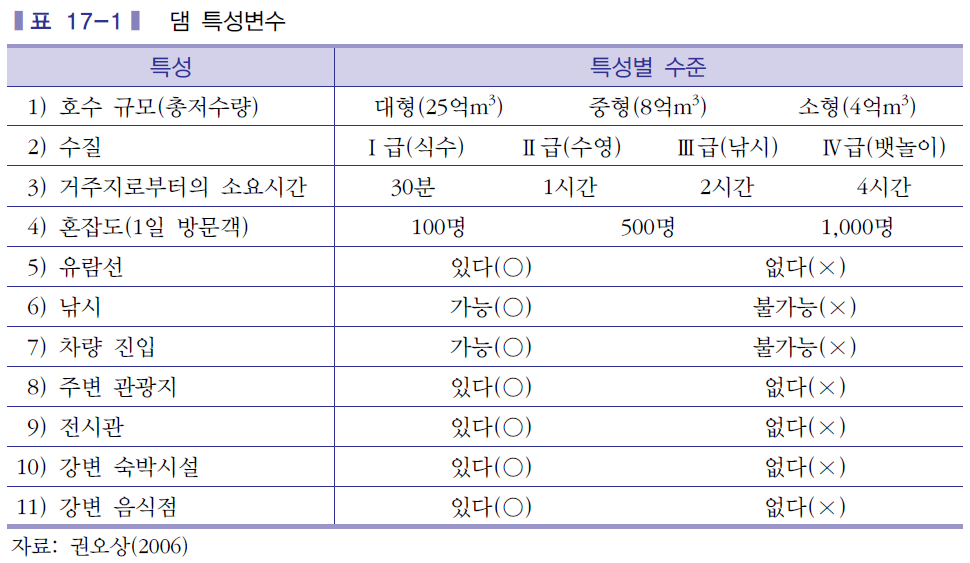 표 17-1 댐 특성변수
특성 특성별 수준
1) 호수 규모(총저수량) 대형(25억m³) 중형(8억m³) 소형(4억m³)
2) 수질 Ⅰ급(식수) Ⅱ급(수영) Ⅲ급(낚시) Ⅳ급(뱃놀이)
3) 거주지로부터의 소요시간 30분 1시간 2시간 4시간
4) 혼잡도(1일 방문객) 100명 500명 1,000명
5) 유람선 있다(○) 없다(×)
6) 낚시 가능(○) 불가능(×)
7) 차량 진입 가능(○) 불가능(×)
8) 주변 관광지 있다(○) 없다(×)
9) 전시관 있다(○) 없다(×)
10) 강변 숙박시설 있다(○) 없다(×)
11) 강변 음식점 있다(○) 없다(×)
자료: 권오상(2006)